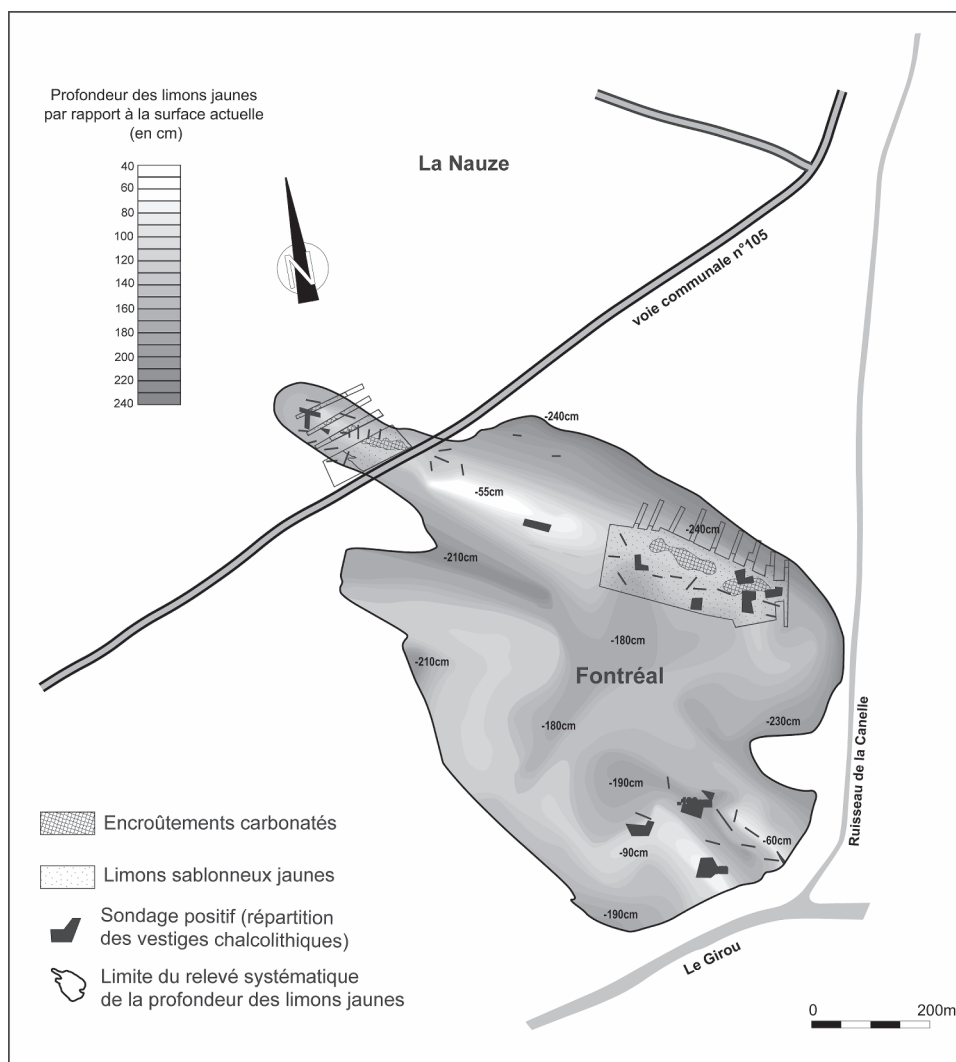 Profondeur des limons jaunes
par rapport à la surface actuelle
(en cm)
40
60
80
100
120
140
160
180
200
220
240
La Nauze
N
voie communale n°105
-240cm
-55cm
-240cm
-210cm
-180cm
-210cm
Fontréal
-180cm
-230cm
-190cm
-60cm
-90cm
-190cm
Ruisseau de la Canelle
Le Girou
Encroûtements carbonatés
Limons sablonneux jaunes
Sondage positif (répartition
des vestiges chalcolithiques)
Limite du relevé systématique
de la profondeur des limons jaunes
0 200m